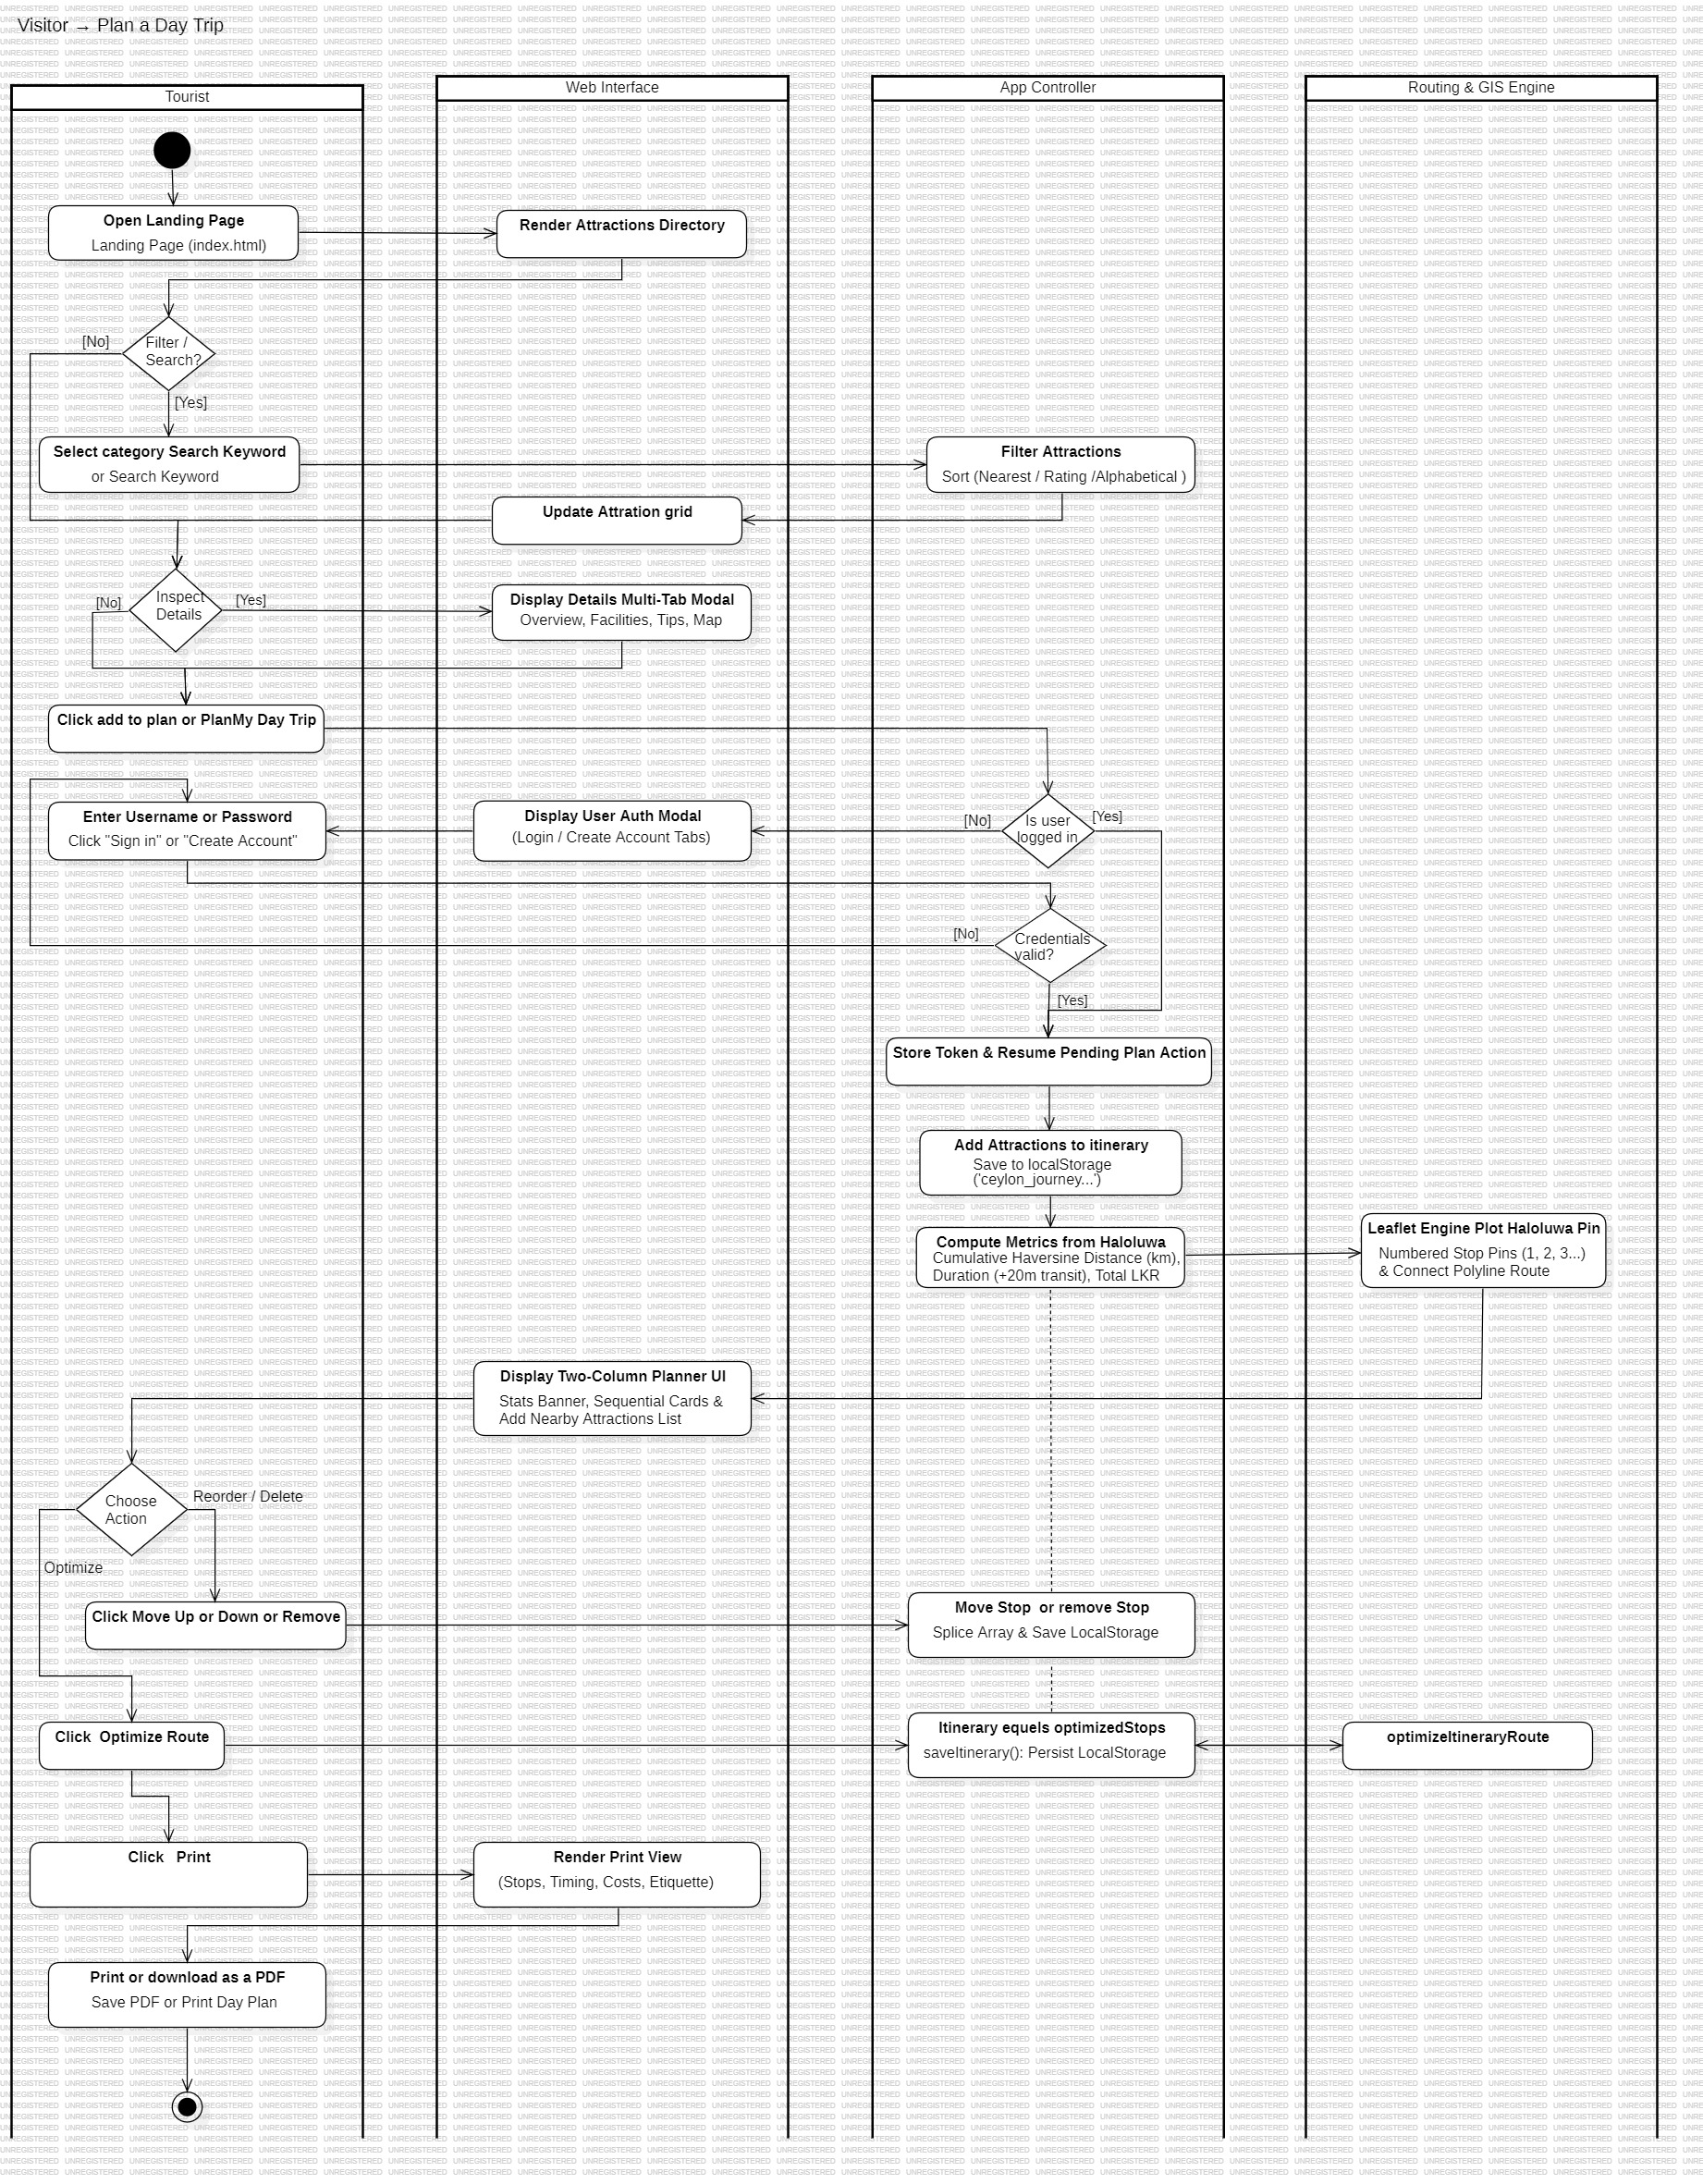 Visitor → Plan a Day Trip
Tourist
Web Interface
App Controller
Routing & GIS Engine
Open Landing Page
Landing Page (index.html)
Render Attractions Directory
Filter /
Search?
[No]
[Yes]
Select category Search Keyword
or Search Keyword
Filter Attractions
Sort (Nearest / Rating /Alphabetical )
Update Attration grid
Inspect
Details
[No]
[Yes]
Display Details Multi-Tab Modal
Overview, Facilities, Tips, Map
Click add to plan or PlanMy Day Trip
Enter Username or Password
Click "Sign in" or "Create Account"
Display User Auth Modal
(Login / Create Account Tabs)
[No]
Is user
logged in
[Yes]
[No]
Credentials
valid?
[Yes]
Store Token & Resume Pending Plan Action
Add Attractions to itinerary
Save to localStorage
('ceylon_journey...')
Compute Metrics from Haloluwa
Cumulative Haversine Distance (km),
Duration (+20m transit), Total LKR
Leaflet Engine Plot Haloluwa Pin
Numbered Stop Pins (1, 2, 3...)
& Connect Polyline Route
Display Two-Column Planner UI
Stats Banner, Sequential Cards &
Add Nearby Attractions List
Choose
Action
Reorder / Delete
Optimize
Click Move Up or Down or Remove
Move Stop  or remove Stop
Splice Array & Save LocalStorage
Click  Optimize Route
Itinerary equels optimizedStops
saveItinerary(): Persist LocalStorage
optimizeItineraryRoute
Click   Print
Render Print View
(Stops, Timing, Costs, Etiquette)
Print or download as a PDF
Save PDF or Print Day Plan
UNREGISTERED